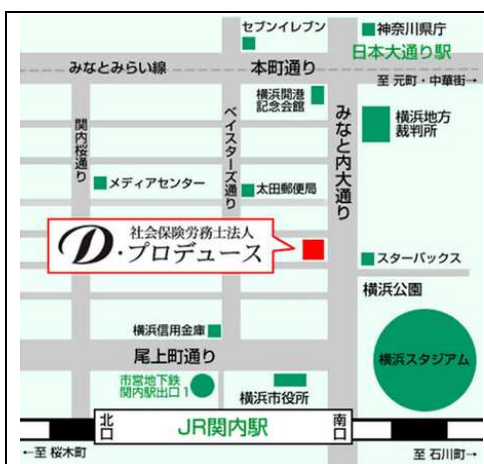 セブンイレブン
神奈川県庁
日本大通り駅
みなとみらい線
本町通り
至 元町・中華街→
横浜開港
記念会館
横浜地方
裁判所
関内桜通り
ベイスターズ通り
みなと内大通り
メディアセンター
太田郵便局
社会保険労務士法人
D・プロデュース
スターバックス
横浜公園
横浜信用金庫
尾上町通り
横浜スタジアム
市営地下鉄
関内駅出口1
横浜市役所
北口
JR関内駅
南口
←至 桜木町
至 石川町→